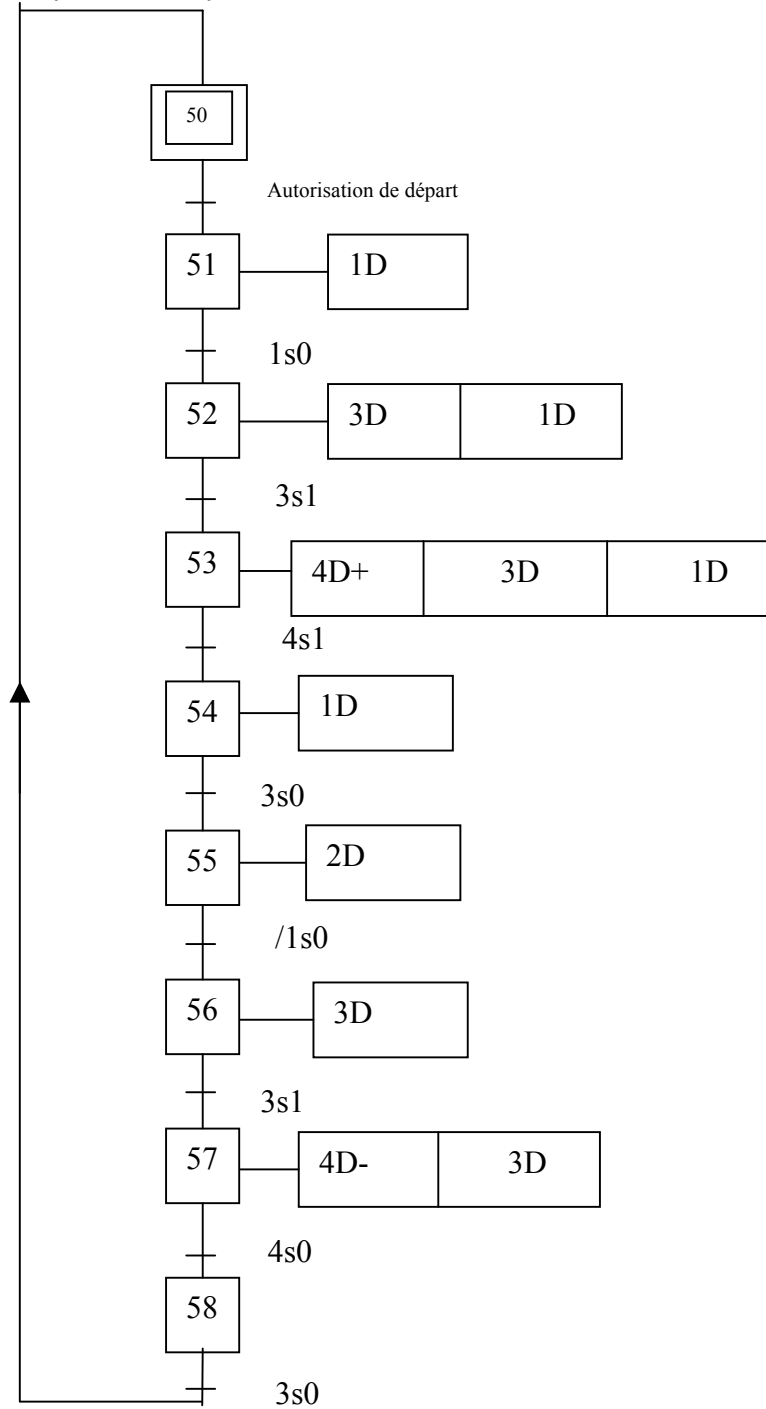 50
Autorisation de départ
51 1D
1s0
52 3D 1D
3s1
53 4D+ 3D 1D
4s1
54 1D
3s0
55 2D
/1s0
56 3D
3s1
57 4D- 3D
4s0
58
3s0